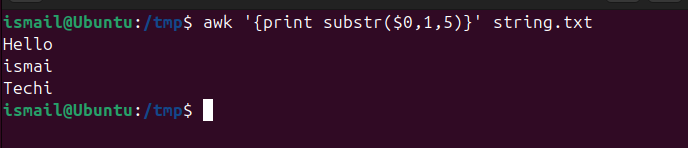 ismail@Ubuntu:/tmp$ awk '{print substr($0,1,5)}' string.txt
Hello
ismai
Techi
ismail@Ubuntu:/tmp$